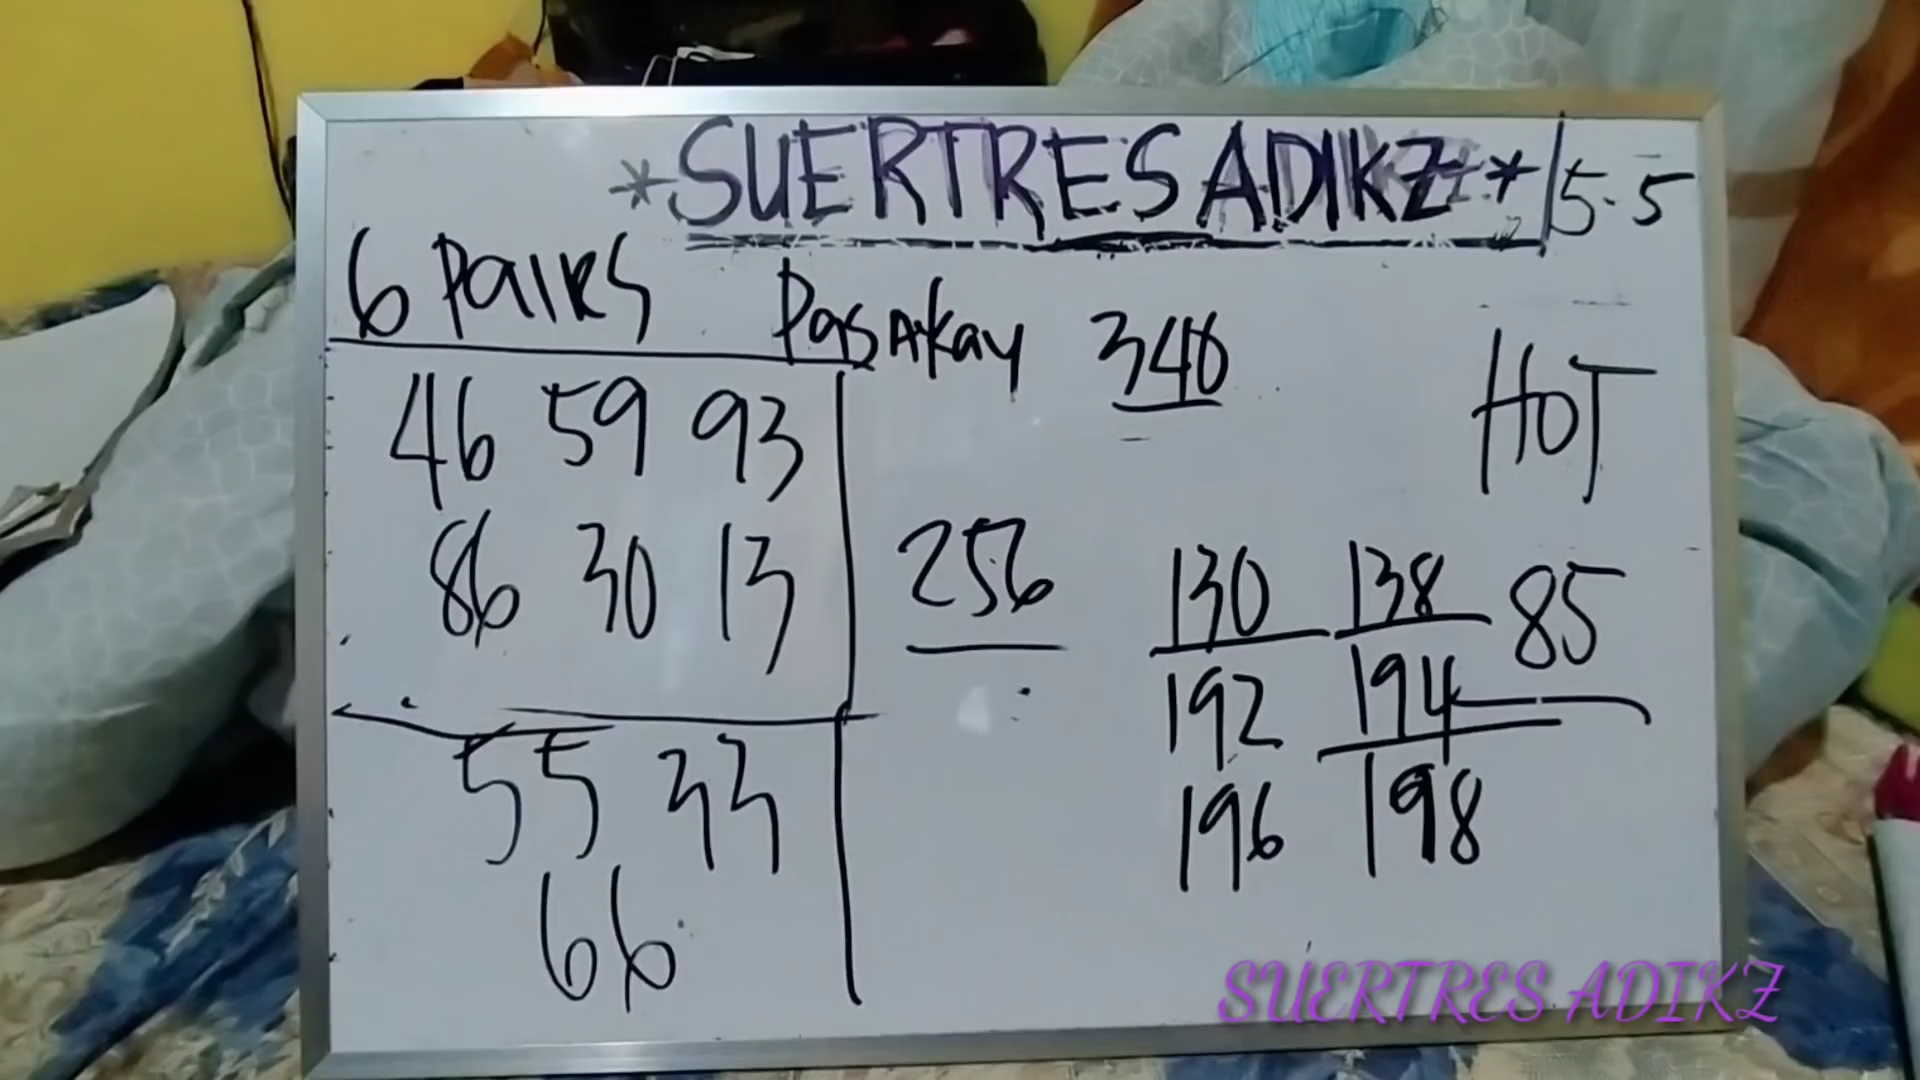 *SUERTRES ADIKZ* 5.5
6 PaIRS PasAKay 340
HOT
46 59 93
86 30 13
256
130 138 85
192 194
196 198
55 33
66
SUERTRES ADIKZ